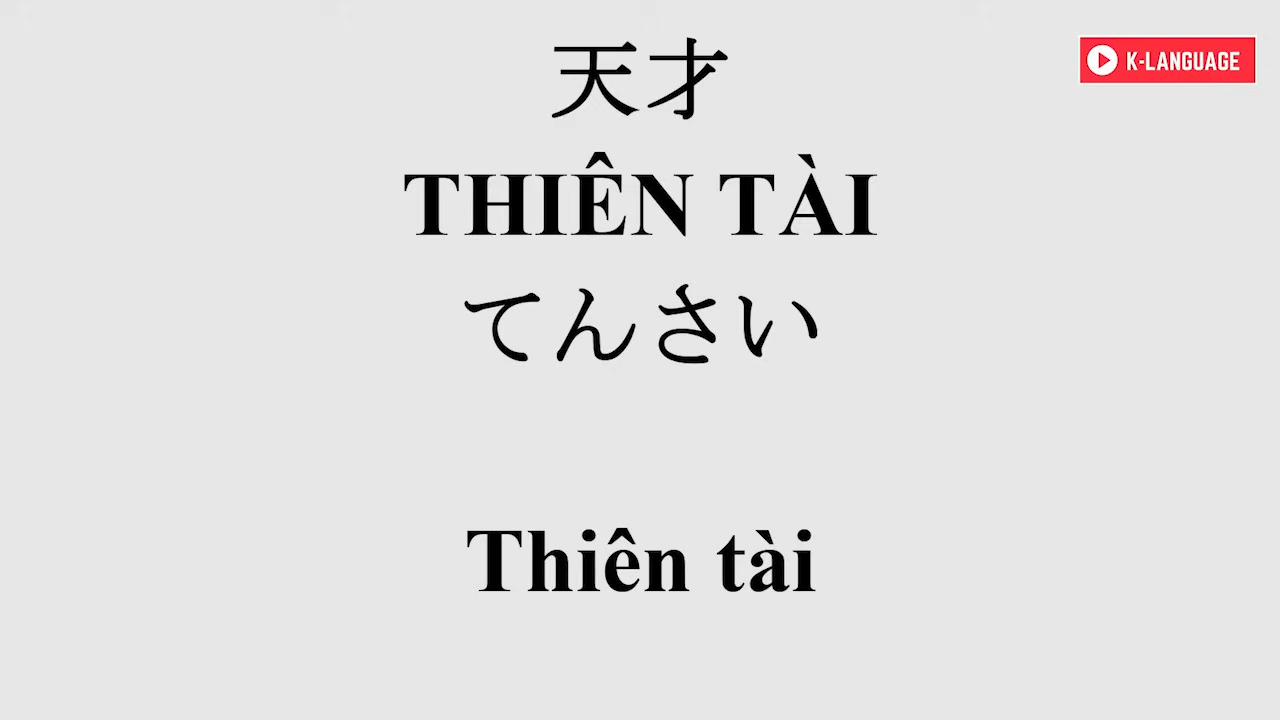 天才
K-LANGUAGE
THIÊN TÀI
てんさい
Thiên tài